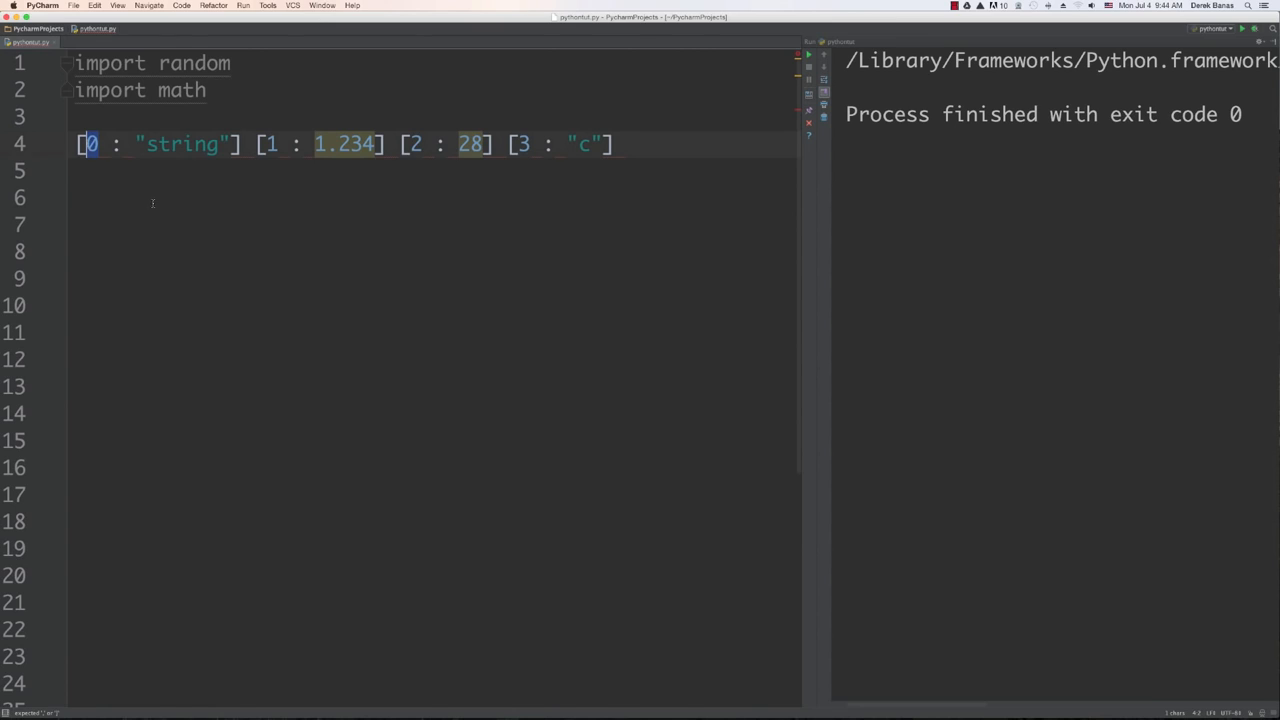 PyCharm File Edit View Navigate Code Refactor Run Tools VCS Window Help
10 Mon Jul 4 9:44 AM Derek Banas
pythontut.py - PyCharmProjects - [~/PycharmProjects]
PycharmProjects pythontut.py
pythontut
pythontut.py
Run pythontut
1 import random
2 import math
3
4 [0 : "string"] [1 : 1.234] [2 : 28] [3 : "c"]
5
6
7
8
9
10
11
12
13
14
15
16
17
18
19
20
21
22
23
24
25
/Library/Frameworks/Python.framework
Process finished with exit code 0
1 chars 4:2 LF‡ UTF-8‡